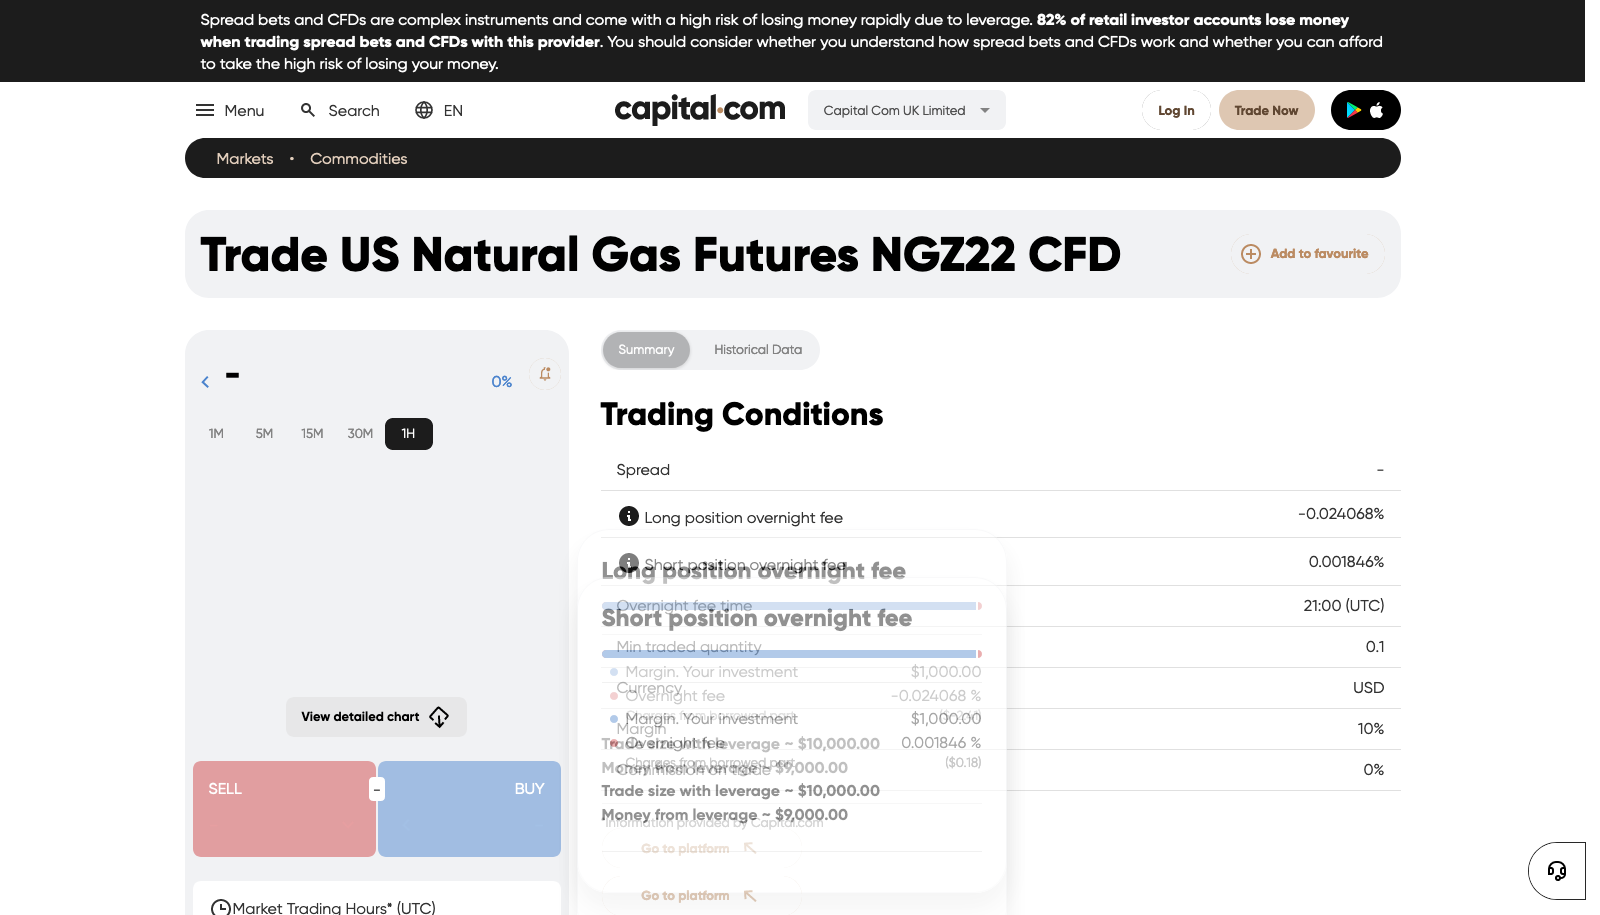 Spread bets and CFDs are complex instruments and come with a high risk of losing money rapidly due to leverage. 82% of retail investor accounts lose money
when trading spread bets and CFDs with this provider. You should consider whether you understand how spread bets and CFDs work and whether you can afford
to take the high risk of losing your money.
Menu
Search
EN
capital.com
Capital Com UK Limited
Log In
Trade Now
Markets • Commodities
Trade US Natural Gas Futures NGZ22 CFD
Add to favourite
-
0%
1M 5M 15M 30M 1H
View detailed chart
SELL
-
BUY
Market Trading Hours* (UTC)
Summary
Historical Data
Trading Conditions
Spread -
Long position overnight fee -0.024068%
Short position overnight fee 0.001846%
Overnight fee time 21:00 (UTC)
Min traded quantity 0.1
Currency USD
Margin 10%
Commission on trade 0%
Information provided by Capital.com
Long position overnight fee
Margin. Your investment $1,000.00
Overnight fee -0.024068 %
Charges from borrowed part
Trade size with leverage ~ $10,000.00
Money from leverage ~ $9,000.00
Go to platform
Short position overnight fee
Margin. Your investment $1,000.00
Overnight fee 0.001846 %
Charges from borrowed part ($0.18)
Trade size with leverage ~ $10,000.00
Money from leverage ~ $9,000.00
Go to platform